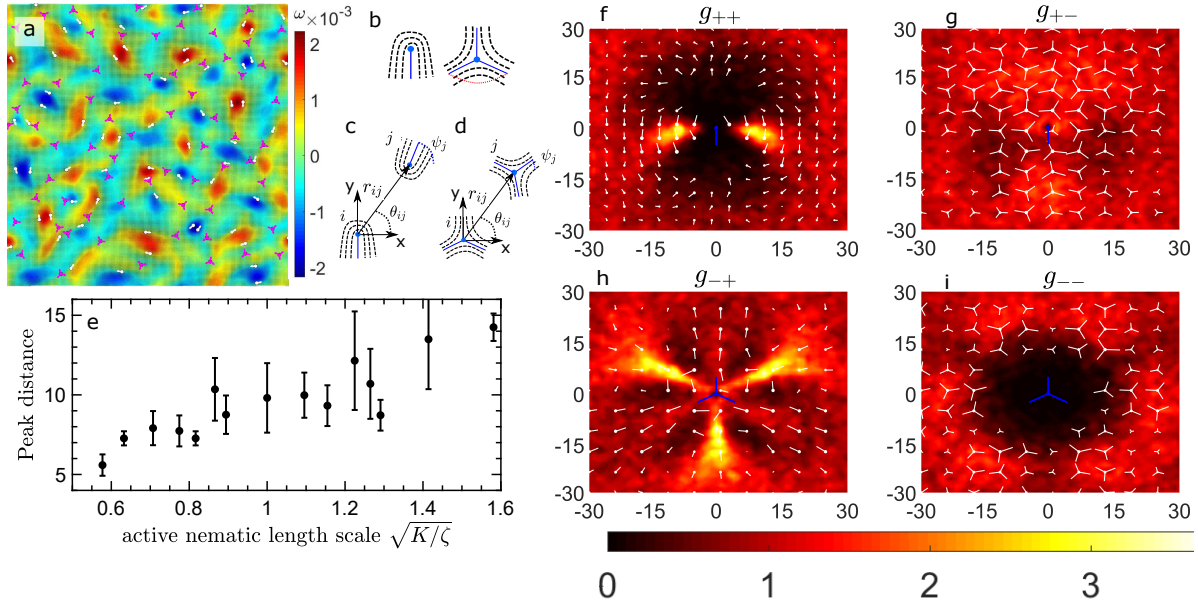 a
ω ×10⁻³
2
1
0
-1
-2
b
c
d
y
r_ij
i
j
ψ_j
θ_ij
x
y
r_ij
i
j
ψ_j
θ_ij
x
e
Peak distance
15
10
5
0.6 0.8 1 1.2 1.4 1.6
active nematic length scale √K/ζ
f
g₊₊
30
15
0
-15
-30
-30 -15 0 15 30
g
g₊₋
30
15
0
-15
-30
-30 -15 0 15 30
h
g₋₊
30
15
0
-15
-30
-30 -15 0 15 30
i
g₋₋
30
15
0
-15
-30
-30 -15 0 15 30
0 1 2 3